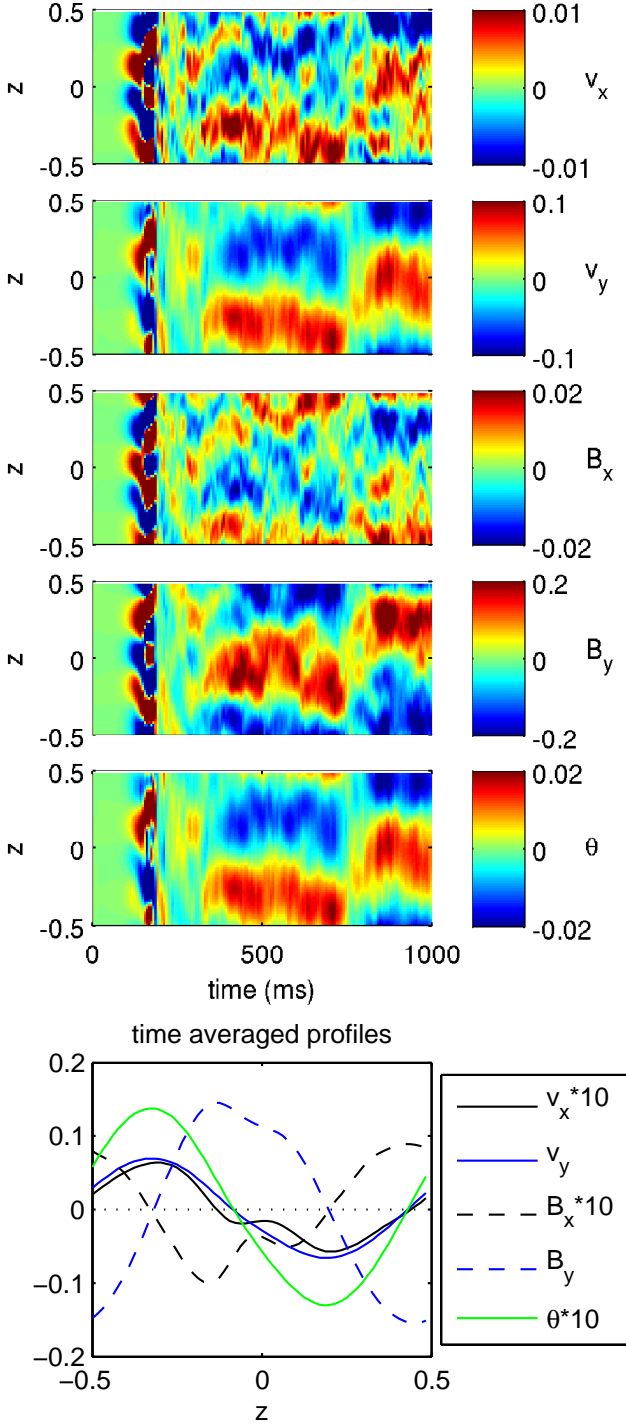 0.5
z
0
-0.5
0.01
0
-0.01
v_x
0.5
z
0
-0.5
0.1
0
-0.1
v_y
0.5
z
0
-0.5
0.02
0
-0.02
B_x
0.5
z
0
-0.5
0.2
0
-0.2
B_y
0.5
z
0
-0.5
0.02
0
-0.02
θ
0 500 1000
time (ms)
time averaged profiles
0.2
0.1
0
−0.1
−0.2
−0.5 0 0.5
z
v_x*10
v_y
B_x*10
B_y
θ*10